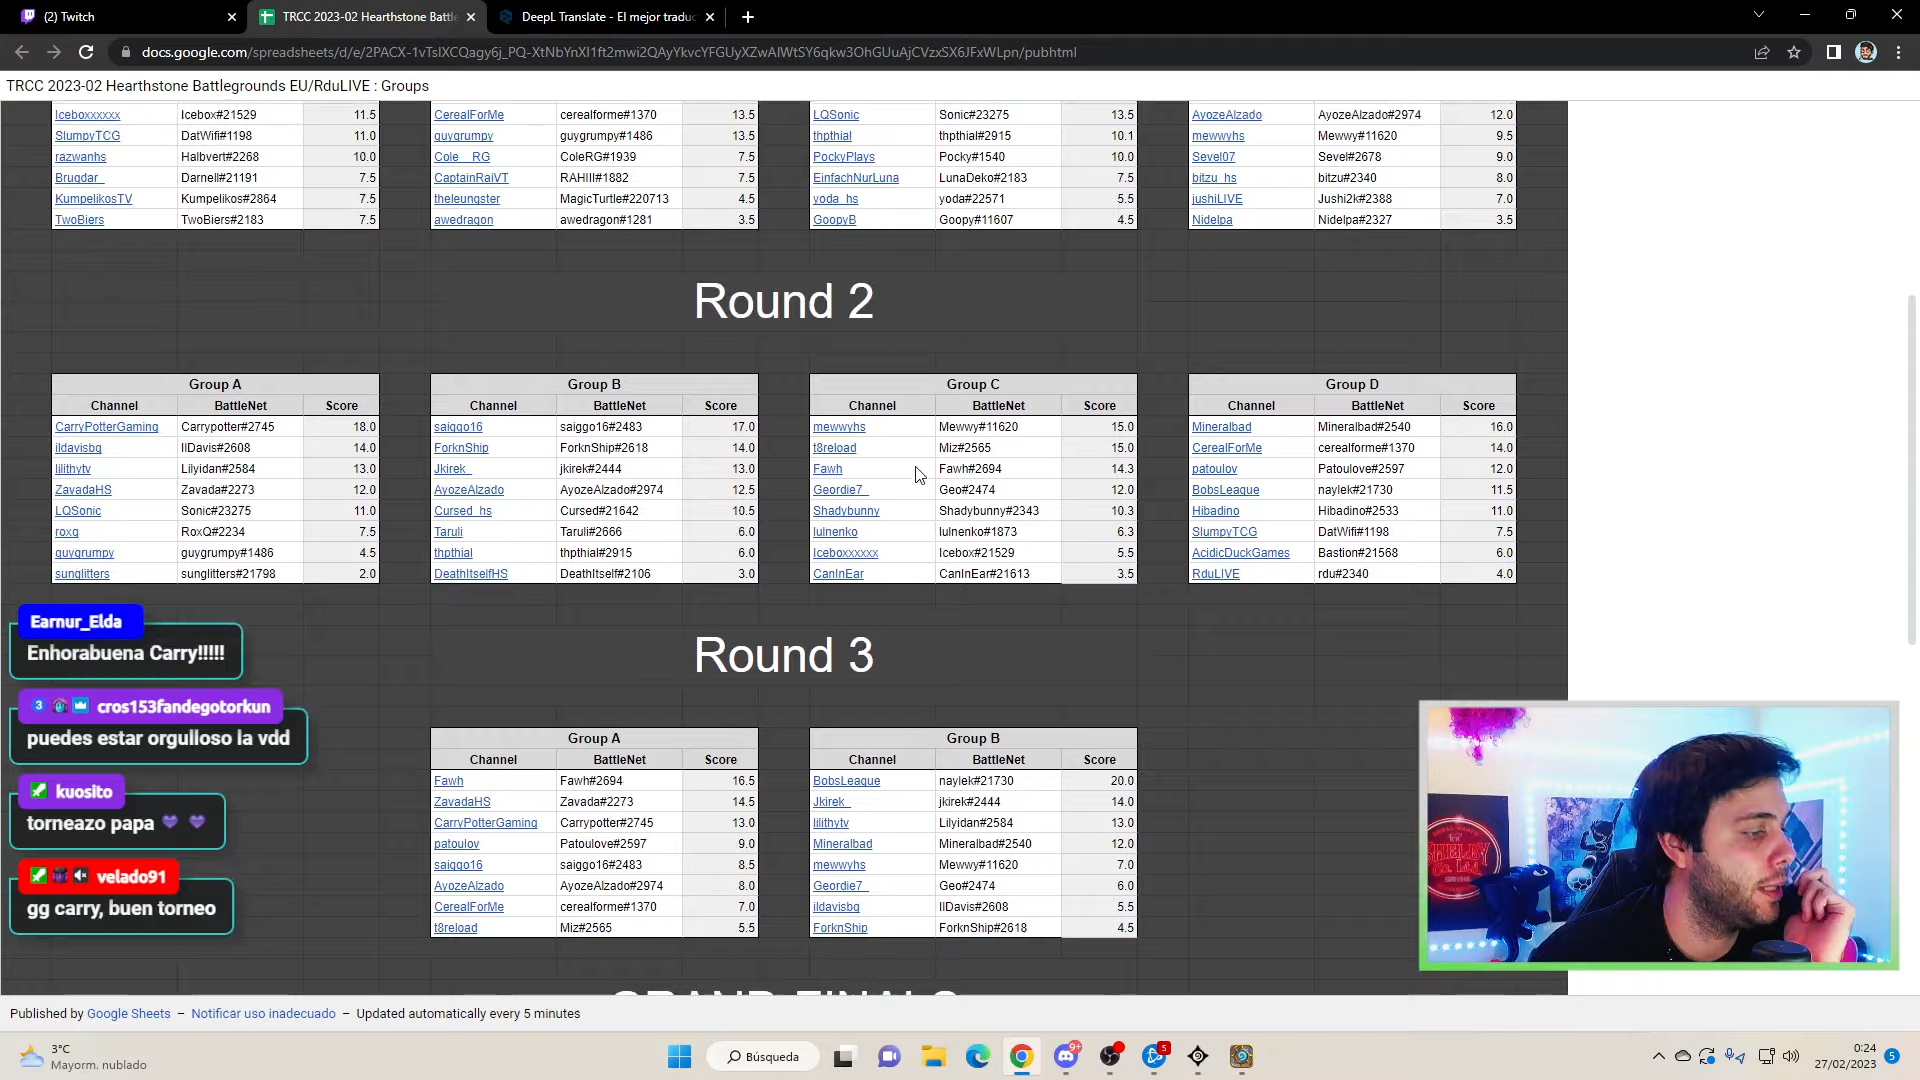 (2) Twitch
TRCC 2023-02 Hearthstone Battle
DeepL Translate - El mejor traduc
docs.google.com/spreadsheets/d/e/2PACX-1vTslXCQagy6j_PQ-XtNbYnXl1ft2mwi2QAyYkvcYFGUyXZwAlWtSY6qkw3OhGUuAjCVzxSX6JFxWLpn/pubhtml
TRCC 2023-02 Hearthstone Battlegrounds EU/RduLIVE : Groups
Iceboxxxxxx Icebox#21529 11.5 CerealForMe cerealforme#1370 13.5 LQSonic Sonic#23275 13.5 AyozeAlzado AyozeAlzado#2974 12.0
SlumpyTCG DatWifi#1198 11.0 guygrumpy guygrumpy#1486 13.5 thpthial thpthial#2915 10.1 mewwyhs Mewwy#11620 9.5
razwanhs Halbvert#2268 10.0 Cole__RG ColeRG#1939 7.5 PockyPlays Pocky#1540 10.0 Sevel07 Sevel#2678 9.0
Brugdar_ Darnell#21191 7.5 CaptainRaiVT RAHIII#1882 7.5 EinfachNurLuna LunaDeko#2183 7.5 bitzu_hs bitzu#2340 8.0
KumpelikosTV Kumpelikos#2864 7.5 theleungster MagicTurtle#220713 4.5 yoda_hs yoda#22571 5.5 jushiLIVE Jushi2k#2388 7.0
TwoBiers TwoBiers#2183 7.5 awedragon awedragon#1281 3.5 GoopyB Goopy#11607 4.5 Nidelpa Nidelpa#2327 3.5
Round 2
Group A Group B Group C Group D
Channel BattleNet Score Channel BattleNet Score Channel BattleNet Score Channel BattleNet Score
CarryPotterGaming Carrypotter#2745 18.0 saiggo16 saiggo16#2483 17.0 mewwyhs Mewwy#11620 15.0 Mineralbad Mineralbad#2540 16.0
ildavisbg IlDavis#2608 14.0 ForknShip ForknShip#2618 14.0 t8reload Miz#2565 15.0 CerealForMe cerealforme#1370 14.0
lilithytv Lilyidan#2584 13.0 Jkirek_ jkirek#2444 13.0 Fawh Fawh#2694 14.3 patoulov Patoulove#2597 12.0
ZavadaHS Zavada#2273 12.0 AyozeAlzado AyozeAlzado#2974 12.5 Geordie7_ Geo#2474 12.0 BobsLeague naylek#21730 11.5
LQSonic Sonic#23275 11.0 Cursed_hs Cursed#21642 10.5 Shadybunny Shadybunny#2343 10.3 Hibadino Hibadino#2533 11.0
roxq RoxQ#2234 7.5 Taruli Taruli#2666 6.0 lulnenko lulnenko#1873 6.3 SlumpyTCG DatWifi#1198 7.5
guygrumpy guygrumpy#1486 4.5 thpthial thpthial#2915 6.0 Iceboxxxxxx Icebox#21529 5.5 AcidicDuckGames Bastion#21568 6.0
sunglitters sunglitters#21798 2.0 DeathItselfHS DeathItself#2106 3.0 CanInEar CanInEar#21613 3.5 RduLIVE rdu#2340 4.0
Round 3
Group A Group B
Channel BattleNet Score Channel BattleNet Score
Fawh Fawh#2694 16.5 BobsLeague naylek#21730 20.0
ZavadaHS Zavada#2273 14.5 Jkirek_ jkirek#2444 14.0
CarryPotterGaming Carrypotter#2745 13.0 lilithytv Lilyidan#2584 13.0
patoulov Patoulove#2597 9.0 Mineralbad Mineralbad#2540 12.0
saiggo16 saiggo16#2483 8.5 mewwyhs Mewwy#11620 7.0
AyozeAlzado AyozeAlzado#2974 8.0 Geordie7_ Geo#2474 6.0
CerealForMe cerealforme#1370 7.0 ildavisbg IlDavis#2608 5.5
t8reload Miz#2565 5.5 ForknShip ForknShip#2618 4.5
GRAND FINALS
Earnur_Elda
Enhorabuena Carry!!!!!
3 cros153fandegotorkun
puedes estar orgulloso la vdd
kuosito
torneazo papa 💜 💜
velado91
gg carry, buen torneo
SHELBY
Co. Ltd
Published by Google Sheets – Notificar uso inadecuado – Updated automatically every 5 minutes
3°C
Mayorm. nublado
Búsqueda
9+
5
0:24
27/02/2023
5